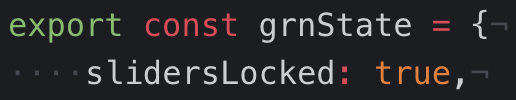 export const grnState = {¬
····slidersLocked: true,¬